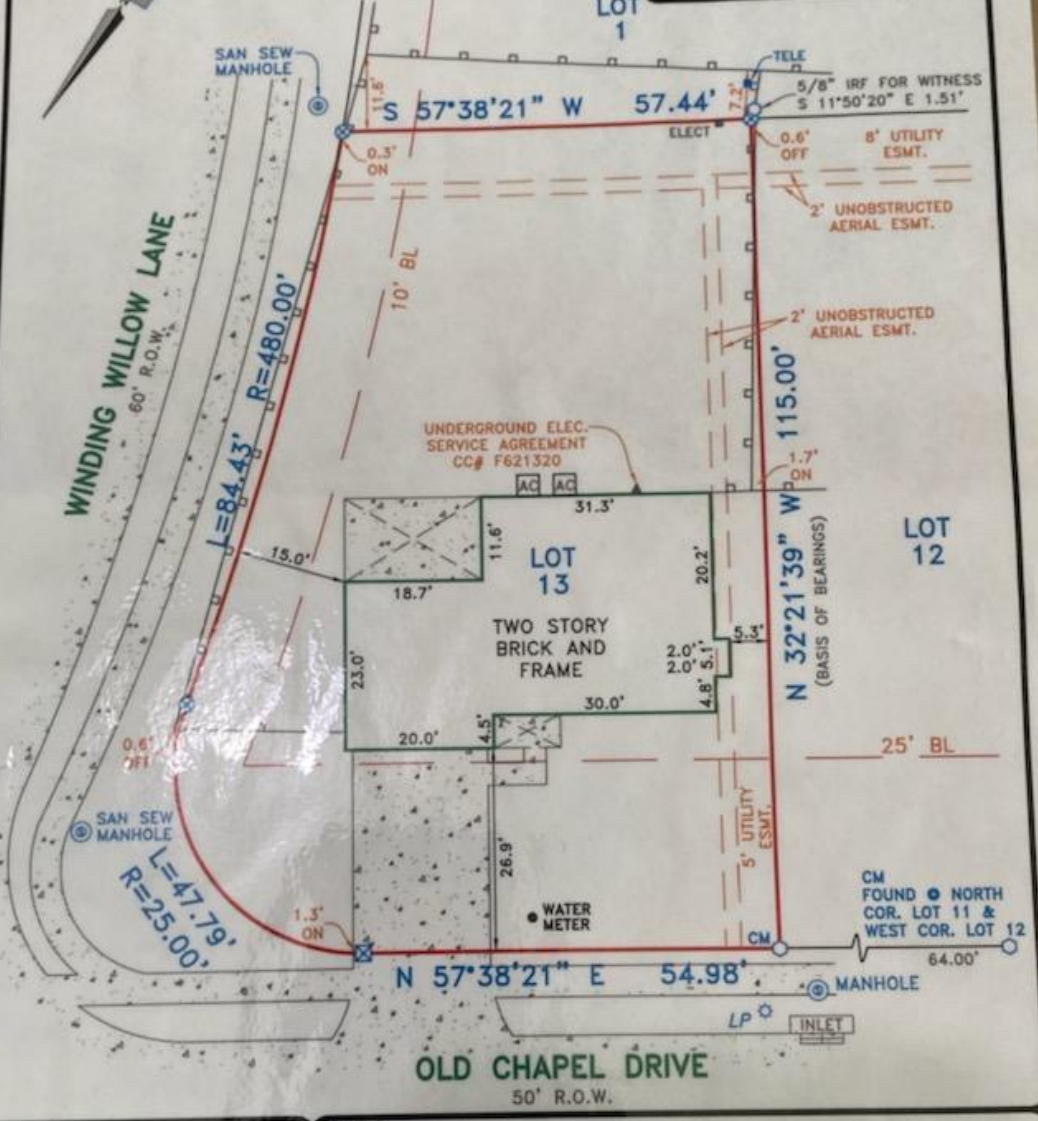 LOT
1
SAN SEW
MANHOLE
TELE
5/8" IRF FOR WITNESS
S 11°50'20" E 1.51'
11.6'
S 57°38'21" W 57.44'
7.2'
ELECT
0.3'
ON
0.6'
OFF
8' UTILITY
ESMT.
2' UNOBSTRUCTED
AERIAL ESMT.
WINDING WILLOW LANE
60' R.O.W.
10' BL
2' UNOBSTRUCTED
AERIAL ESMT.
L=84.43' R=480.00'
UNDERGROUND ELEC.
SERVICE AGREEMENT
CC# F621320
AC AC
1.7'
ON
N 32°21'39" W 115.00'
(BASIS OF BEARINGS)
31.3'
11.6'
LOT
13
LOT
12
15.0'
18.7'
20.2'
TWO STORY
BRICK AND
FRAME
5.3'
2.0'
2.0'
5.1'
23.0'
4.8'
30.0'
20.0'
4.5'
0.6'
OFF
25' BL
SAN SEW
MANHOLE
5' UTILITY
ESMT.
L=47.79'
R=25.00'
26.9'
WATER
METER
1.3'
ON
CM
FOUND @ NORTH
COR. LOT 11 &
WEST COR. LOT 12
CM
64.00'
N 57°38'21" E 54.98'
MANHOLE
LP
INLET
OLD CHAPEL DRIVE
50' R.O.W.